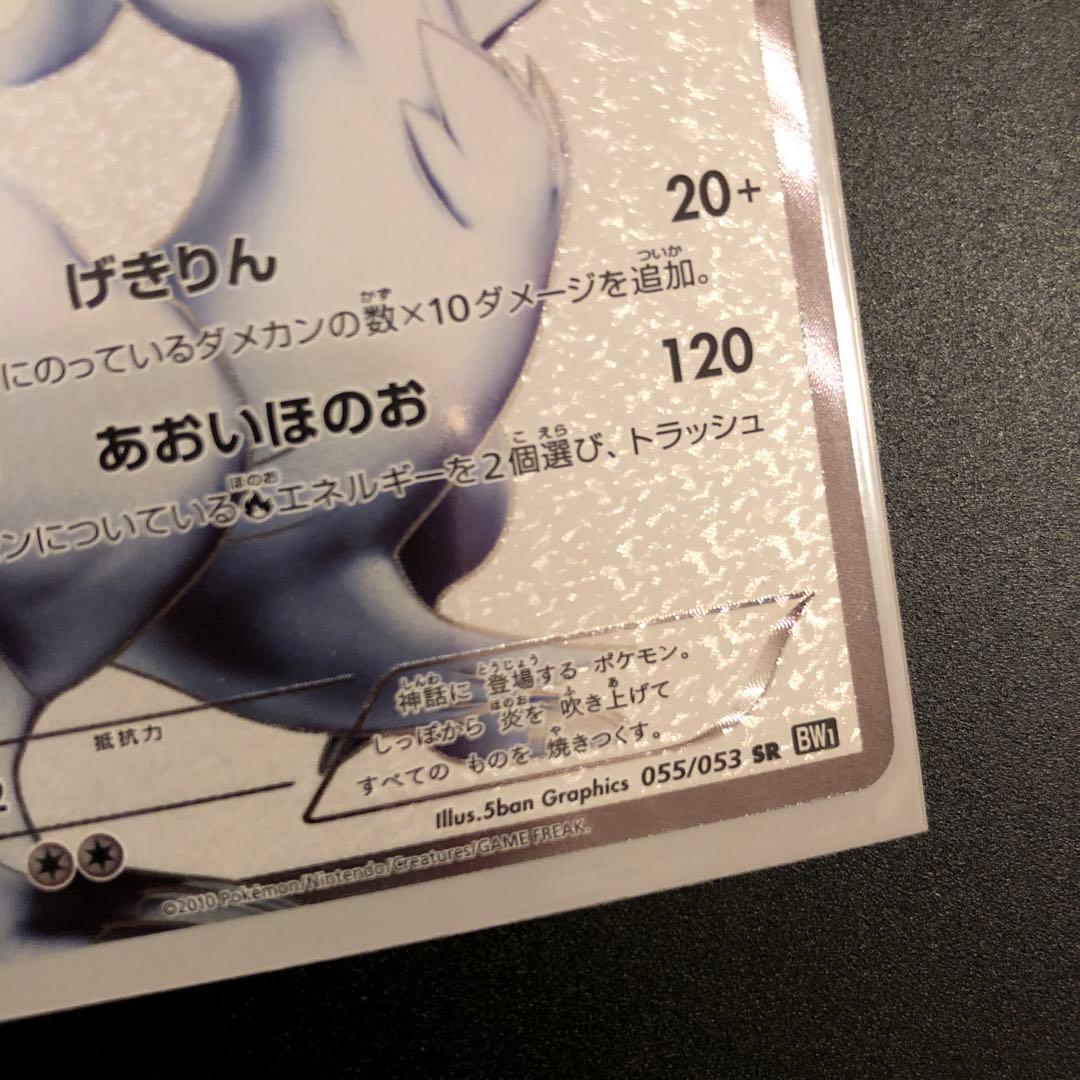 げきりん 20+
にのっているダメカンの数×10ダメージを追加。
あおいほのお 120
ンについているエネルギーを2個選び、トラッシュ
抵抗力
神話に 登場する ポケモン。
しっぽから 炎を 吹き上げて
すべての ものを 焼きつくす。
Illus.5ban Graphics 055/053 SR BW1
©2010 Pokémon/Nintendo/Creatures/GAME FREAK.